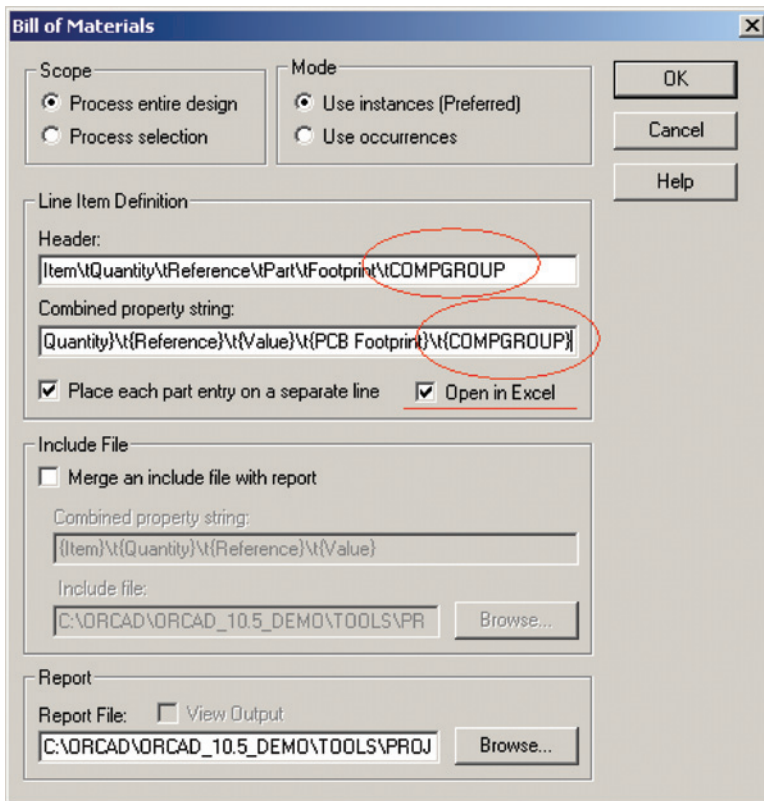 Bill of Materials
Scope
Process entire design
Process selection
Mode
Use instances (Preferred)
Use occurrences
OK
Cancel
Help
Line Item Definition
Header:
Item\tQuantity\tReference\tPart\tFootprint\tCOMPGROUP
Combined property string:
Quantity}\t{Reference}\t{Value}\t{PCB Footprint}\t{COMPGROUP}
Place each part entry on a separate line
Open in Excel
Include File
Merge an include file with report
Combined property string:
{Item}\t{Quantity}\t{Reference}\t{Value}
Include file:
C:\ORCAD\ORCAD_10.5_DEMO\TOOLS\PR
Browse...
Report
Report File:
View Output
C:\ORCAD\ORCAD_10.5_DEMO\TOOLS\PROJ
Browse...